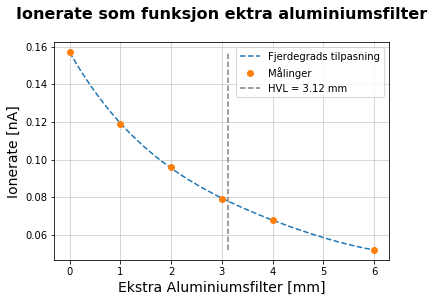 Ionerate som funksjon ektra aluminiumsfilter
0.16
0.14
0.12
0.10
0.08
0.06
Ionerate [nA]
Fjerdegrads tilpasning
Målinger
HVL = 3.12 mm
0 1 2 3 4 5 6
Ekstra Aluminiumsfilter [mm]